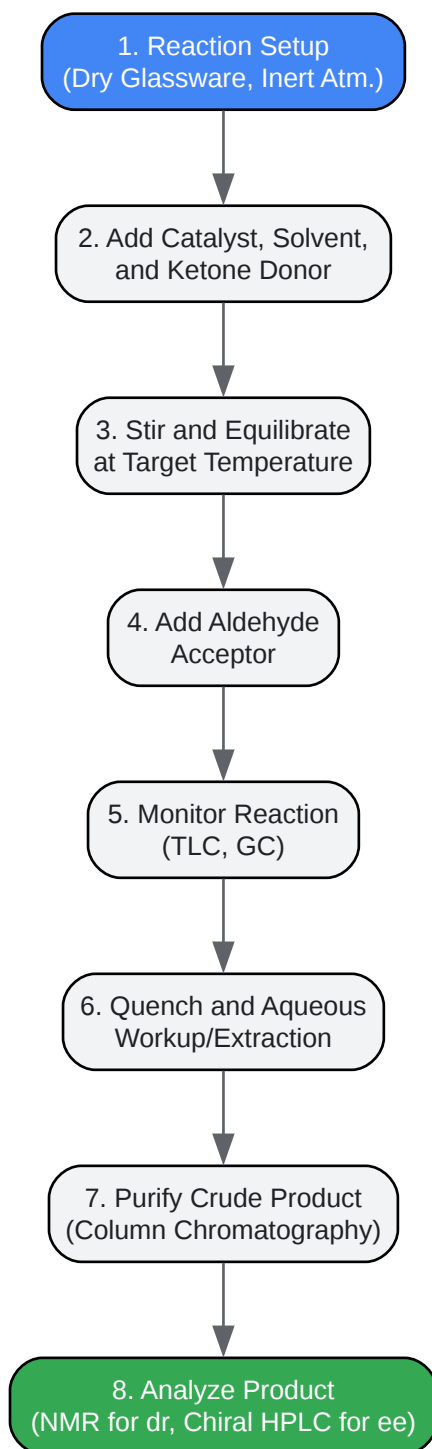 1. Reaction Setup
(Dry Glassware, Inert Atm.)
2. Add Catalyst, Solvent,
and Ketone Donor
3. Stir and Equilibrate
at Target Temperature
4. Add Aldehyde
Acceptor
5. Monitor Reaction
(TLC, GC)
6. Quench and Aqueous
Workup/Extraction
7. Purify Crude Product
(Column Chromatography)
8. Analyze Product
(NMR for dr, Chiral HPLC for ee)